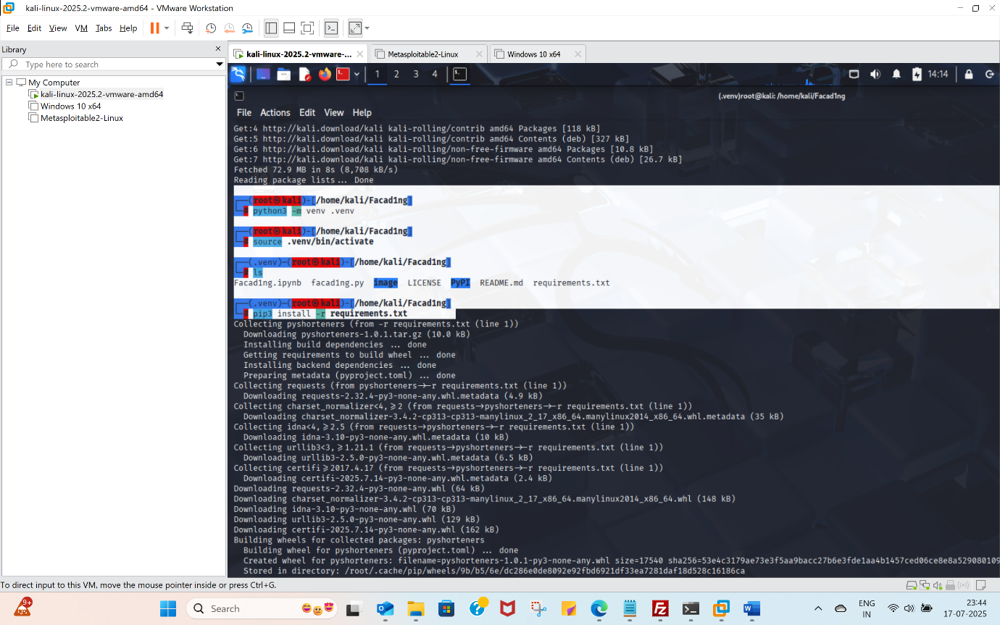 kali-linux-2025.2-vmware-amd64 - VMware Workstation
File Edit View VM Tabs Help
Library
Type here to search
My Computer
kali-linux-2025.2-vmware-amd64
Windows 10 x64
Metasploitable2-Linux
kali-linux-2025.2-vmware-... Metasploitable2-Linux Windows 10 x64
1 2 3 4 14:14
(.venv)root@kali: /home/kali/Facad1ng
File Actions Edit View Help
Get:4 http://kali.download/kali kali-rolling/contrib amd64 Packages [118 kB]
Get:5 http://kali.download/kali kali-rolling/contrib amd64 Contents (deb) [327 kB]
Get:6 http://kali.download/kali kali-rolling/non-free-firmware amd64 Packages [10.8 kB]
Get:7 http://kali.download/kali kali-rolling/non-free-firmware amd64 Contents (deb) [26.7 kB]
Fetched 72.9 MB in 8s (8,708 kB/s)
Reading package lists... Done
┌──(root㉿kali)-[/home/kali/Facad1ng]
└─# python3 -m venv .venv
┌──(root㉿kali)-[/home/kali/Facad1ng]
└─# source .venv/bin/activate
┌──(.venv)─(root㉿kali)-[/home/kali/Facad1ng]
└─# ls
Facad1ng.ipynb facad1ng.py image LICENSE PyPI README.md requirements.txt
┌──(.venv)─(root㉿kali)-[/home/kali/Facad1ng]
└─# pip3 install -r requirements.txt
Collecting pyshorteners (from -r requirements.txt (line 1))
Downloading pyshorteners-1.0.1.tar.gz (10.0 kB)
Installing build dependencies ... done
Getting requirements to build wheel ... done
Installing backend dependencies ... done
Preparing metadata (pyproject.toml) ... done
Collecting requests (from pyshorteners->-r requirements.txt (line 1))
Downloading requests-2.32.4-py3-none-any.whl.metadata (4.9 kB)
Collecting charset_normalizer<4,>=2 (from requests->pyshorteners->-r requirements.txt (line 1))
Downloading charset_normalizer-3.4.2-cp313-cp313-manylinux_2_17_x86_64.manylinux2014_x86_64.whl.metadata (35 kB)
Collecting idna<4,>=2.5 (from requests->pyshorteners->-r requirements.txt (line 1))
Downloading idna-3.10-py3-none-any.whl.metadata (10 kB)
Collecting urllib3<3,>=1.21.1 (from requests->pyshorteners->-r requirements.txt (line 1))
Downloading urllib3-2.5.0-py3-none-any.whl.metadata (6.5 kB)
Collecting certifi>=2017.4.17 (from requests->pyshorteners->-r requirements.txt (line 1))
Downloading certifi-2025.7.14-py3-none-any.whl.metadata (2.4 kB)
Downloading requests-2.32.4-py3-none-any.whl (64 kB)
Downloading charset_normalizer-3.4.2-cp313-cp313-manylinux_2_17_x86_64.manylinux2014_x86_64.whl (148 kB)
Downloading idna-3.10-py3-none-any.whl (70 kB)
Downloading urllib3-2.5.0-py3-none-any.whl (129 kB)
Downloading certifi-2025.7.14-py3-none-any.whl (162 kB)
Building wheels for collected packages: pyshorteners
Building wheel for pyshorteners (pyproject.toml) ... done
Created wheel for pyshorteners: filename=pyshorteners-1.0.1-py3-none-any.whl size=17540 sha256=53e4c3179ae73e3f5aa9bacc27b6e3fde1aa4b1457ced06ce8e8a529080109
Stored in directory: /root/.cache/pip/wheels/9b/b5/6e/dc286e0de8092e92fbd6921df33ea7281daf18d528c16186ca
To direct input to this VM, move the mouse pointer inside or press Ctrl+G.
9+
Search
ENG
IN
23:44
17-07-2025